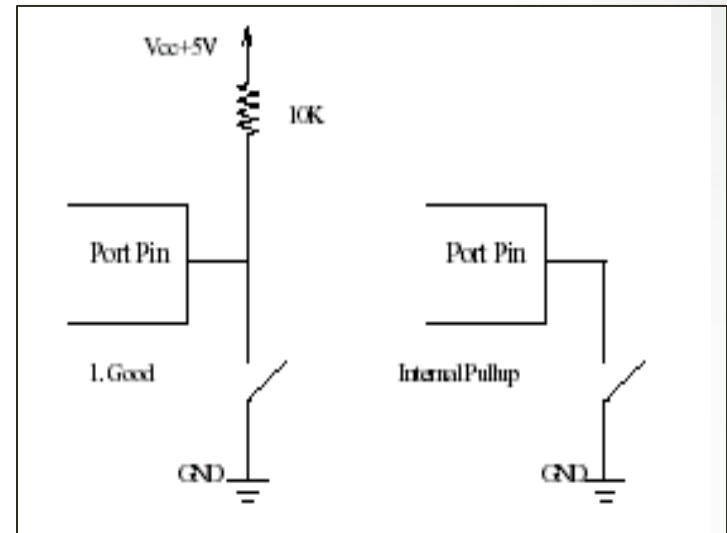 Vcc+5V
10K
Port Pin
Port Pin
1. Good
Internal Pullup
GND
GND